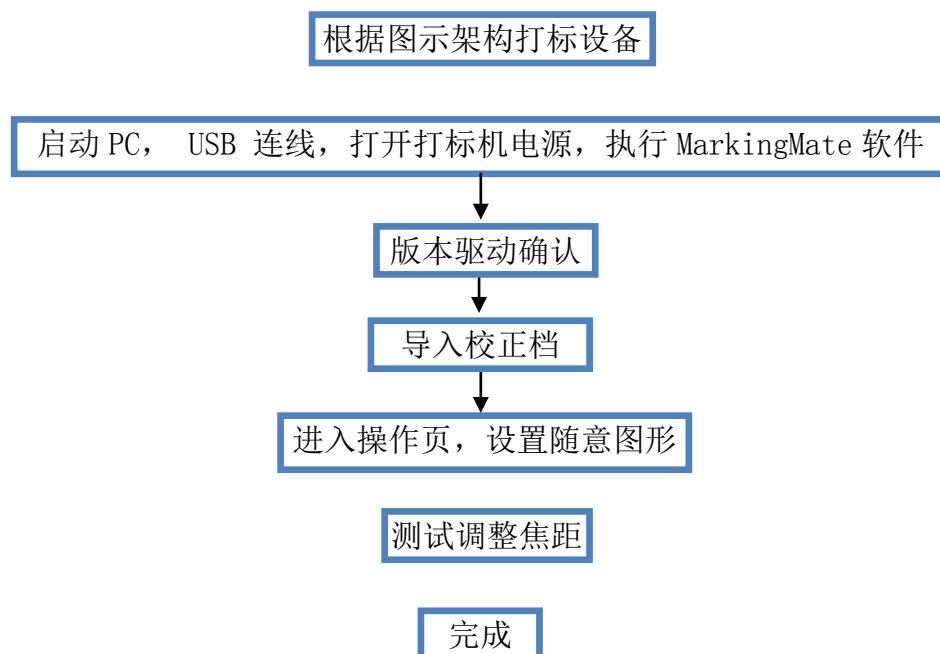 根据图示架构打标设备
启动 PC， USB 连线，打开打标机电源，执行 MarkingMate 软件
版本驱动确认
导入校正档
进入操作页，设置随意图形
测试调整焦距
完成